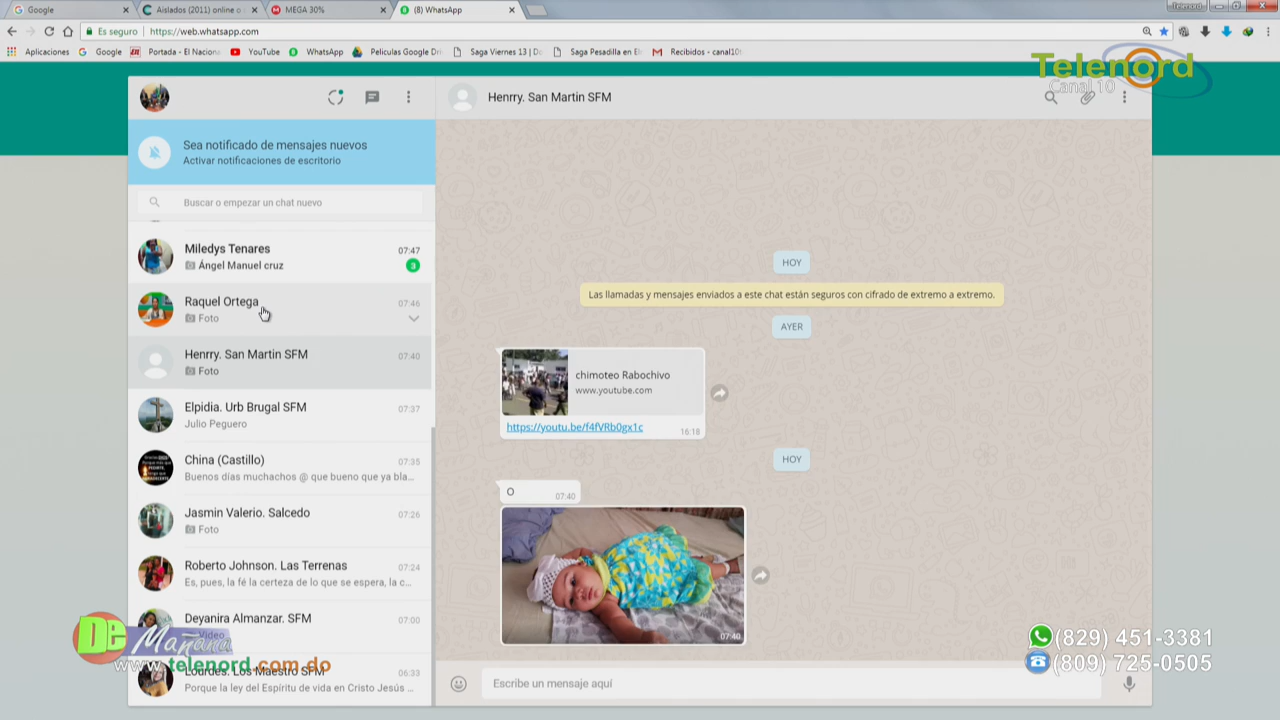 Google
Aislados (2011) online o
MEGA 30%
(8) WhatsApp
Telenord
Es seguro
https://web.whatsapp.com
Aplicaciones
Google
Portada - El Naciona
YouTube
WhatsApp
Peliculas Google Dri
Saga Viernes 13 | Do
Saga Pesadilla en El
Recibidos - canal10
Telenord
Canal 10
Henrry. San Martin SFM
Sea notificado de mensajes nuevos
Activar notificaciones de escritorio
Buscar o empezar un chat nuevo
Miledys Tenares
07:47
Ángel Manuel cruz
3
Raquel Ortega
07:46
Foto
Henrry. San Martin SFM
07:40
Foto
Elpidia. Urb Brugal SFM
07:37
Julio Peguero
China (Castillo)
07:35
Buenos días muchachos @ que bueno que ya bla...
Jasmin Valerio. Salcedo
07:26
Foto
Roberto Johnson. Las Terrenas
07:24
Es, pues, la fé la certeza de lo que se espera, la c...
Deyanira Almanzar. SFM
07:00
Video
Lourdes. Los Maestro SFM
06:33
Porque la ley del Espíritu de vida en Cristo Jesús ...
HOY
Las llamadas y mensajes enviados a este chat están seguros con cifrado de extremo a extremo.
AYER
chimoteo Rabochivo
www.youtube.com
https://youtu.be/f4fVRb0gx1c
16:18
HOY
O
07:40
07:40
Escribe un mensaje aquí
De Mañana
www.telenord.com.do
(829) 451-3381
(809) 725-0505